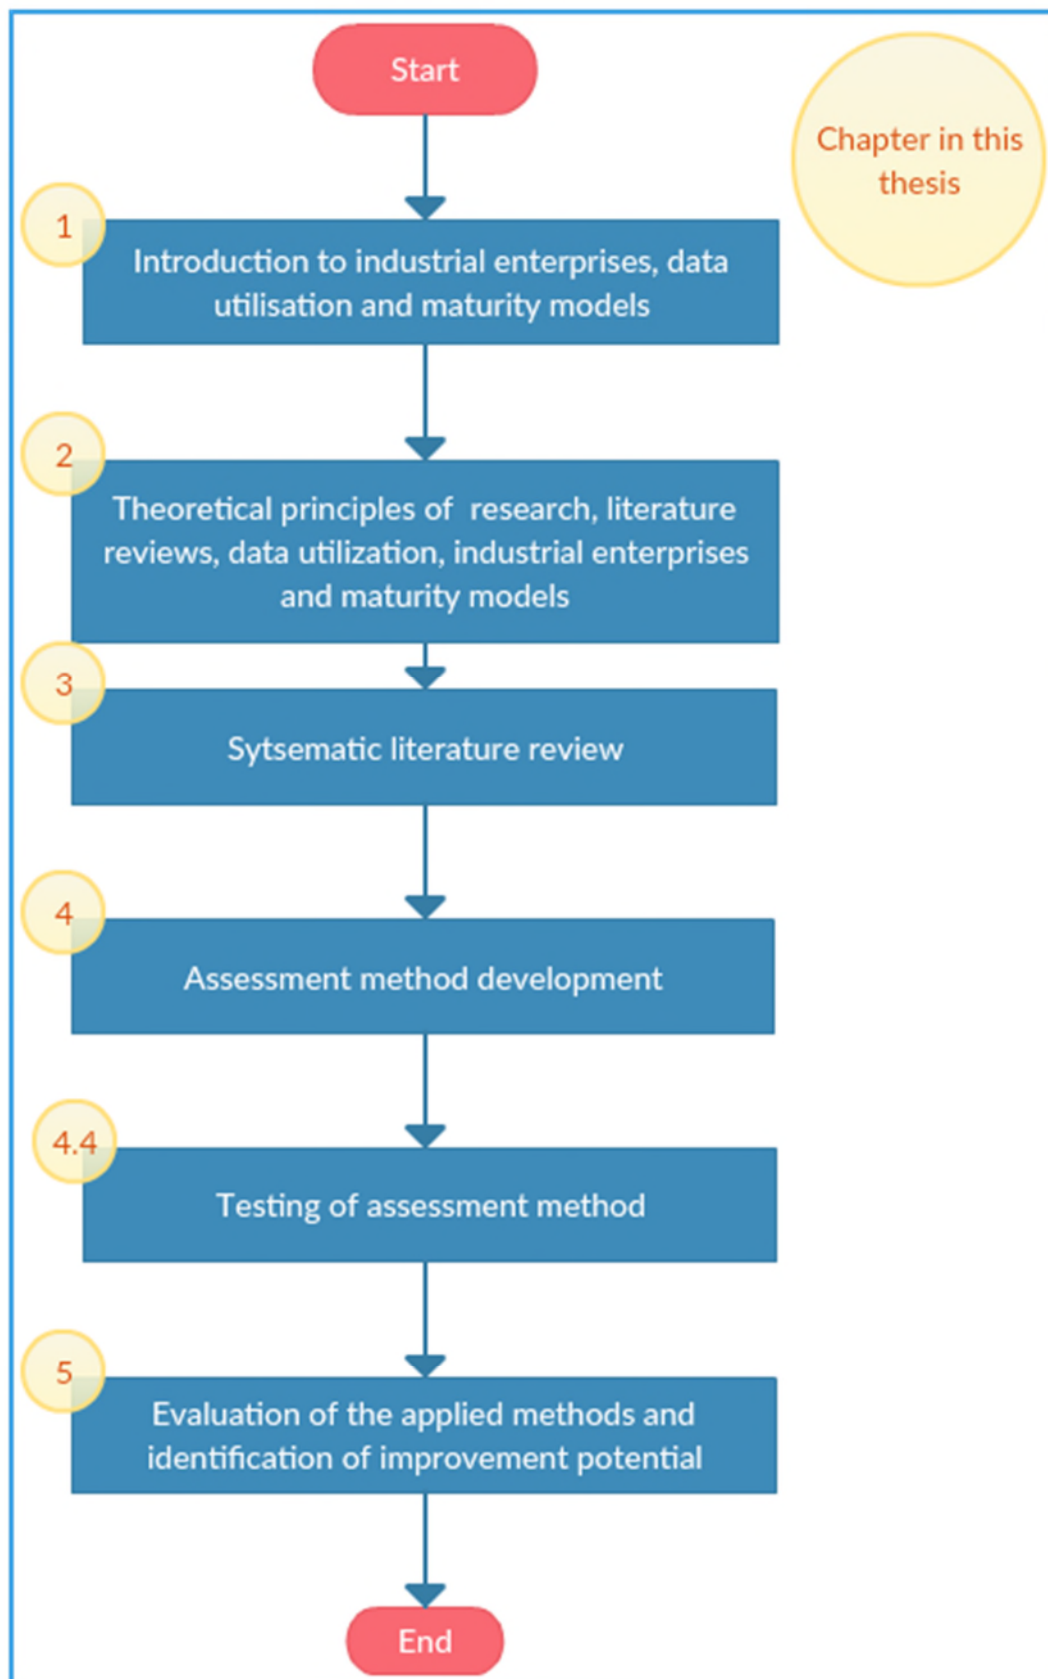 Start
Chapter in this
thesis
1
Introduction to industrial enterprises, data
utilisation and maturity models
2
Theoretical principles of research, literature
reviews, data utilization, industrial enterprises
and maturity models
3
Sytsematic literature review
4
Assessment method development
4.4
Testing of assessment method
5
Evaluation of the applied methods and
identification of improvement potential
End